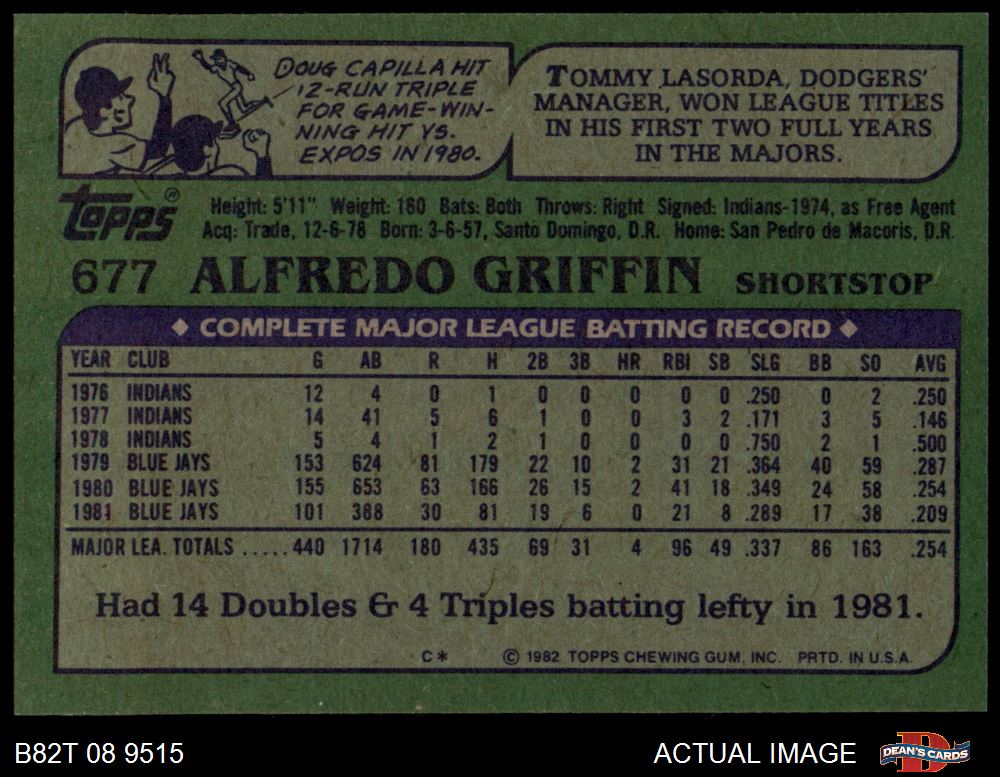 DOUG CAPILLA HIT
12-RUN TRIPLE
FOR GAME-WIN-
NING HIT VS.
EXPOS IN 1980.
TOMMY LASORDA, DODGERS'
MANAGER, WON LEAGUE TITLES
IN HIS FIRST TWO FULL YEARS
IN THE MAJORS.
Topps®
Height: 5'11" Weight: 160 Bats: Both Throws: Right Signed: Indians-1974, as Free Agent
Acq: Trade, 12-6-78 Born: 3-6-57, Santo Domingo, D.R. Home: San Pedro de Macoris, D.R.
677 ALFREDO GRIFFIN SHORTSTOP
◆ COMPLETE MAJOR LEAGUE BATTING RECORD ◆
YEAR CLUB G AB R H 2B 3B HR RBI SB SLG BB SO AVG
1976 INDIANS 12 4 0 1 0 0 0 0 0 .250 0 2 .250
1977 INDIANS 14 41 5 6 1 0 0 3 2 .171 3 5 .146
1978 INDIANS 5 4 1 2 1 0 0 0 0 .750 2 1 .500
1979 BLUE JAYS 153 624 81 179 22 10 2 31 21 .364 40 59 .287
1980 BLUE JAYS 155 653 63 166 26 15 2 41 18 .349 24 58 .254
1981 BLUE JAYS 101 388 30 81 19 6 0 21 8 .289 17 38 .209
MAJOR LEA. TOTALS ..... 440 1714 180 435 69 31 4 96 49 .337 86 163 .254
Had 14 Doubles & 4 Triples batting lefty in 1981.
C* © 1982 TOPPS CHEWING GUM, INC. PRTD. IN U.S.A.
B82T 08 9515 ACTUAL IMAGE DEAN'S CARDS